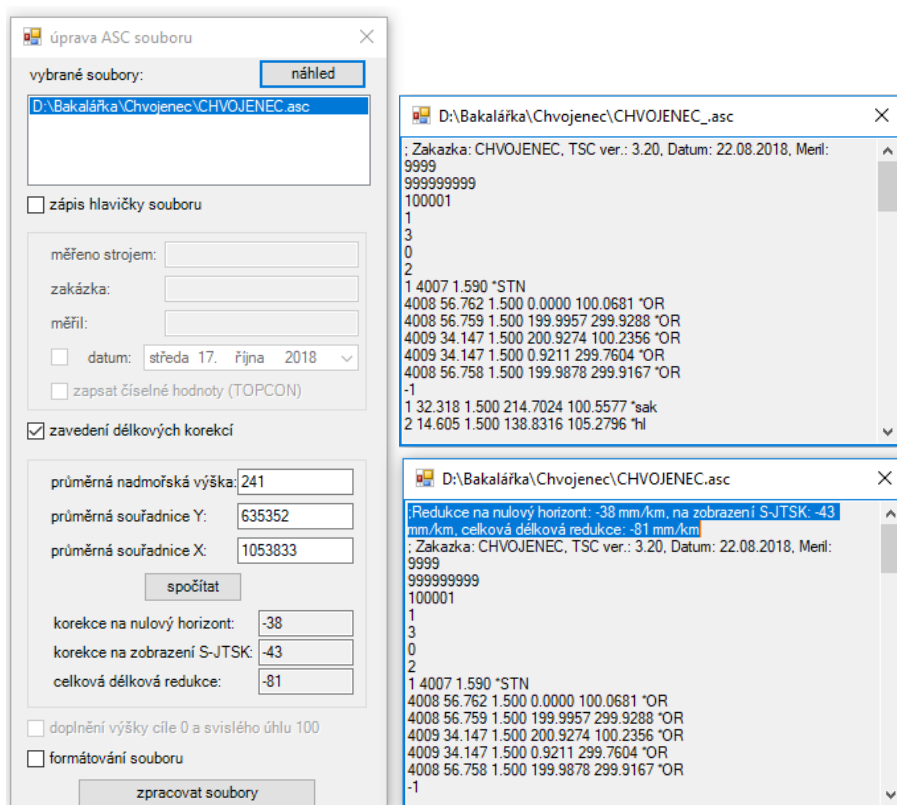 úprava ASC souboru
vybrané soubory:
náhled
D:\Bakalářka\Chvojenec\CHVOJENEC.asc
zápis hlavičky souboru
měřeno strojem:
zakázka:
měřil:
datum: středa 17. října 2018
zapsat číselné hodnoty (TOPCON)
zavedení délkových korekcí
průměrná nadmořská výška: 241
průměrná souřadnice Y: 635352
průměrná souřadnice X: 1053833
spočítat
korekce na nulový horizont: -38
korekce na zobrazení S-JTSK: -43
celková délková redukce: -81
doplnění výšky cíle 0 a svislého úhlu 100
formátování souboru
zpracovat soubory
D:\Bakalářka\Chvojenec\CHVOJENEC_.asc
; Zakazka: CHVOJENEC, TSC ver.: 3.20, Datum: 22.08.2018, Meril:
9999
999999999
100001
1
3
0
2
1 4007 1.590 *STN
4008 56.762 1.500 0.0000 100.0681 *OR
4008 56.759 1.500 199.9957 299.9288 *OR
4009 34.147 1.500 200.9274 100.2356 *OR
4009 34.147 1.500 0.9211 299.7604 *OR
4008 56.758 1.500 199.9878 299.9167 *OR
-1
1 32.318 1.500 214.7024 100.5577 *sak
2 14.605 1.500 138.8316 105.2796 *hl
D:\Bakalářka\Chvojenec\CHVOJENEC.asc
;Redukce na nulový horizont: -38 mm/km, na zobrazení S-JTSK: -43
mm/km, celková délková redukce: -81 mm/km
; Zakazka: CHVOJENEC, TSC ver.: 3.20, Datum: 22.08.2018, Meril:
9999
999999999
100001
1
3
0
2
1 4007 1.590 *STN
4008 56.762 1.500 0.0000 100.0681 *OR
4008 56.759 1.500 199.9957 299.9288 *OR
4009 34.147 1.500 200.9274 100.2356 *OR
4009 34.147 1.500 0.9211 299.7604 *OR
4008 56.758 1.500 199.9878 299.9167 *OR
-1